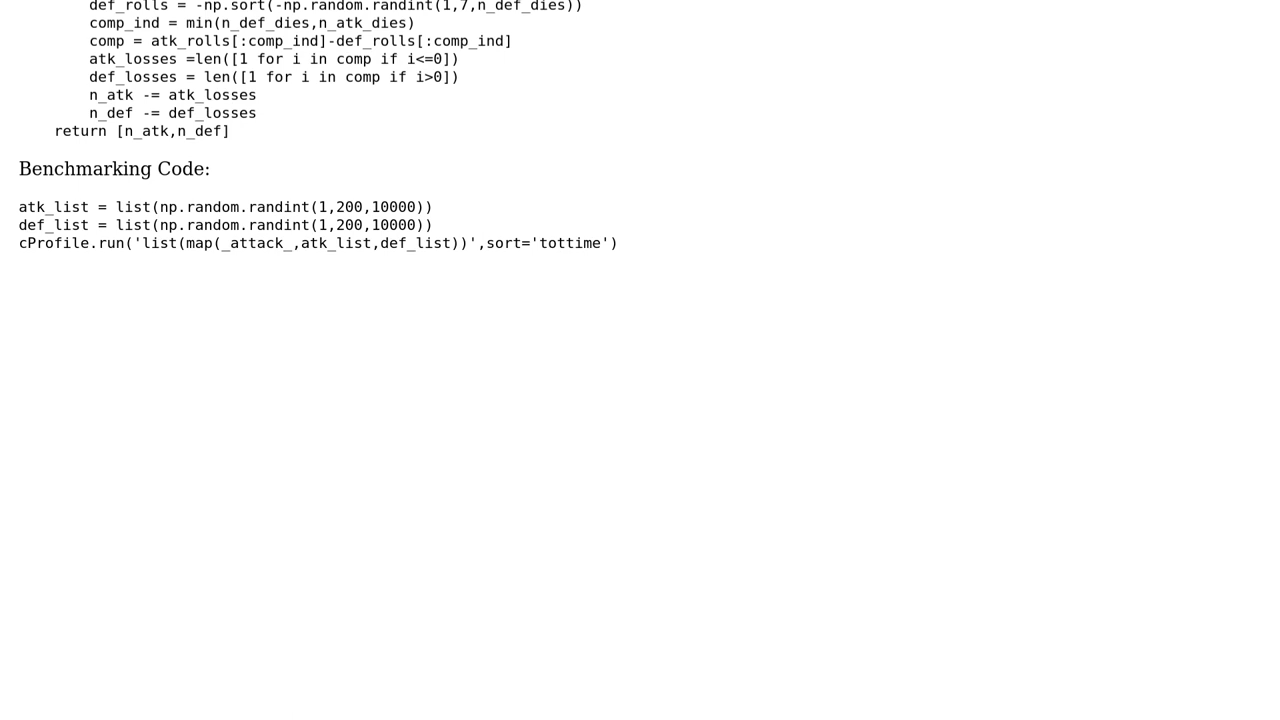 def_rolls = -np.sort(-np.random.randint(1,7,n_def_dies))
comp_ind = min(n_def_dies,n_atk_dies)
comp = atk_rolls[:comp_ind]-def_rolls[:comp_ind]
atk_losses =len([1 for i in comp if i<=0])
def_losses = len([1 for i in comp if i>0])
n_atk -= atk_losses
n_def -= def_losses
return [n_atk,n_def]
Benchmarking Code:
atk_list = list(np.random.randint(1,200,10000))
def_list = list(np.random.randint(1,200,10000))
cProfile.run('list(map(_attack_,atk_list,def_list))',sort='tottime')